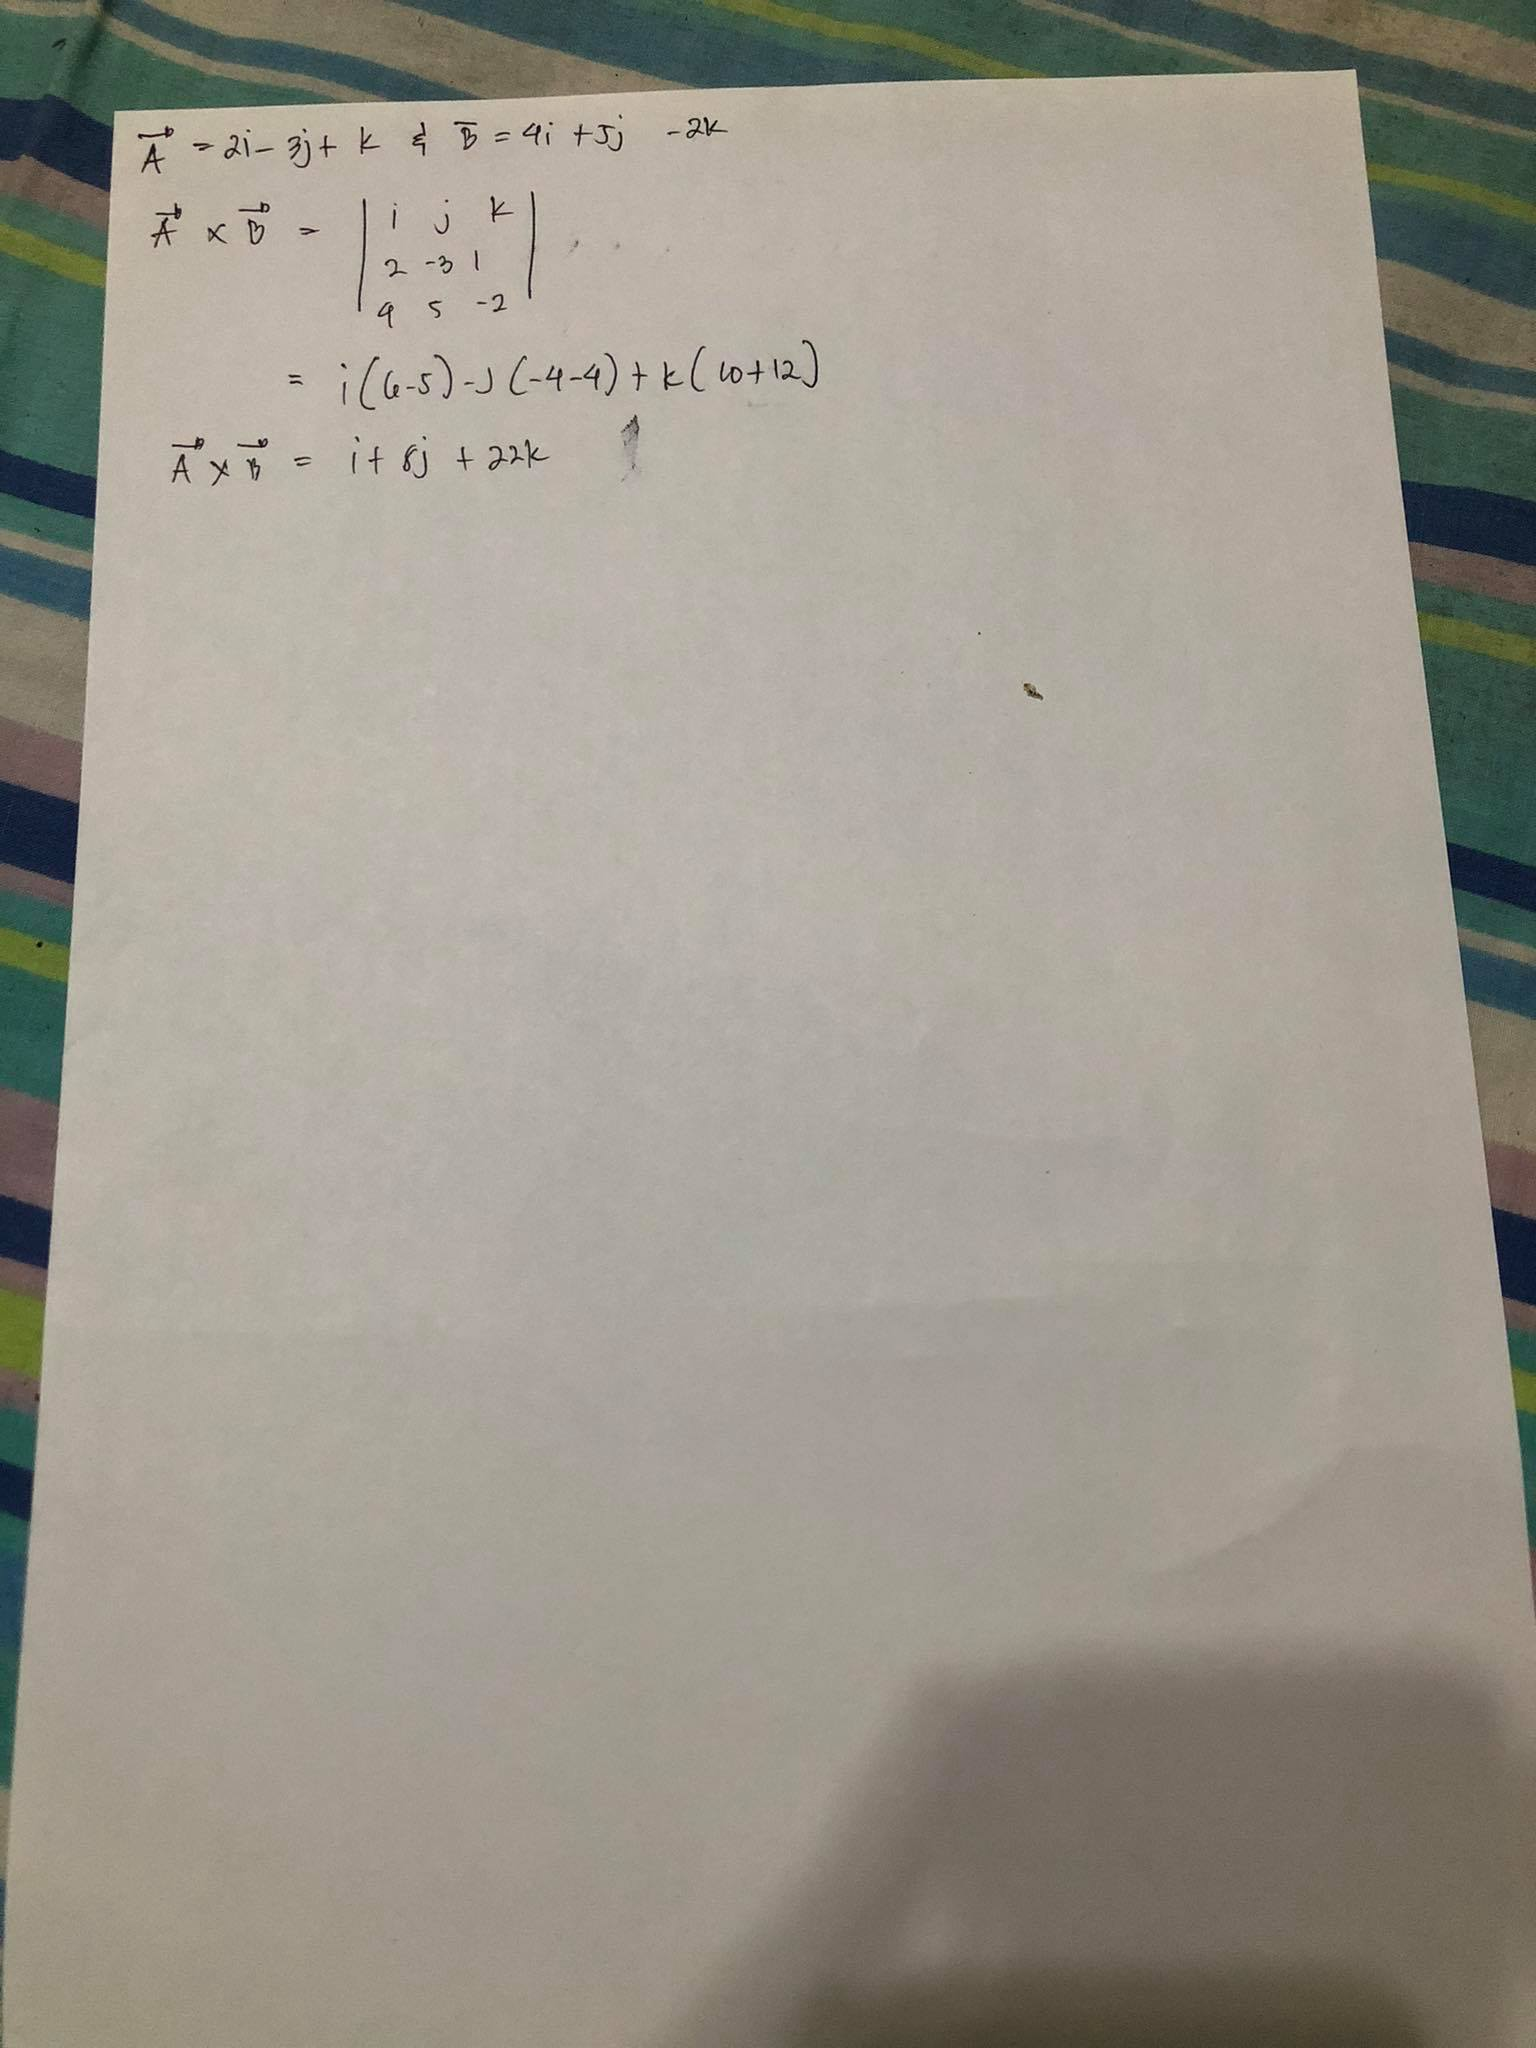 A⃗ = 2i - 3j + k & B̅ = 4i + 5j - 2k
A⃗ × B⃗ = | i j k |
2 -3 1
4 5 -2
= i(6-5) - j(-4-4) + k(10+12)
A⃗ × B⃗ = i + 8j + 22k